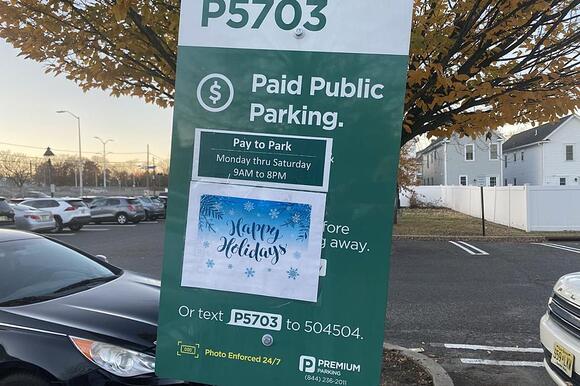 P5703
$
Paid Public
Parking.
Pay to Park
Monday thru Saturday
9AM to 8PM
Happy
Holidays
fore
g away.
Or text P5703 to 504504.
Photo Enforced 24/7
P PREMIUM
PARKING
(844) 236-2011